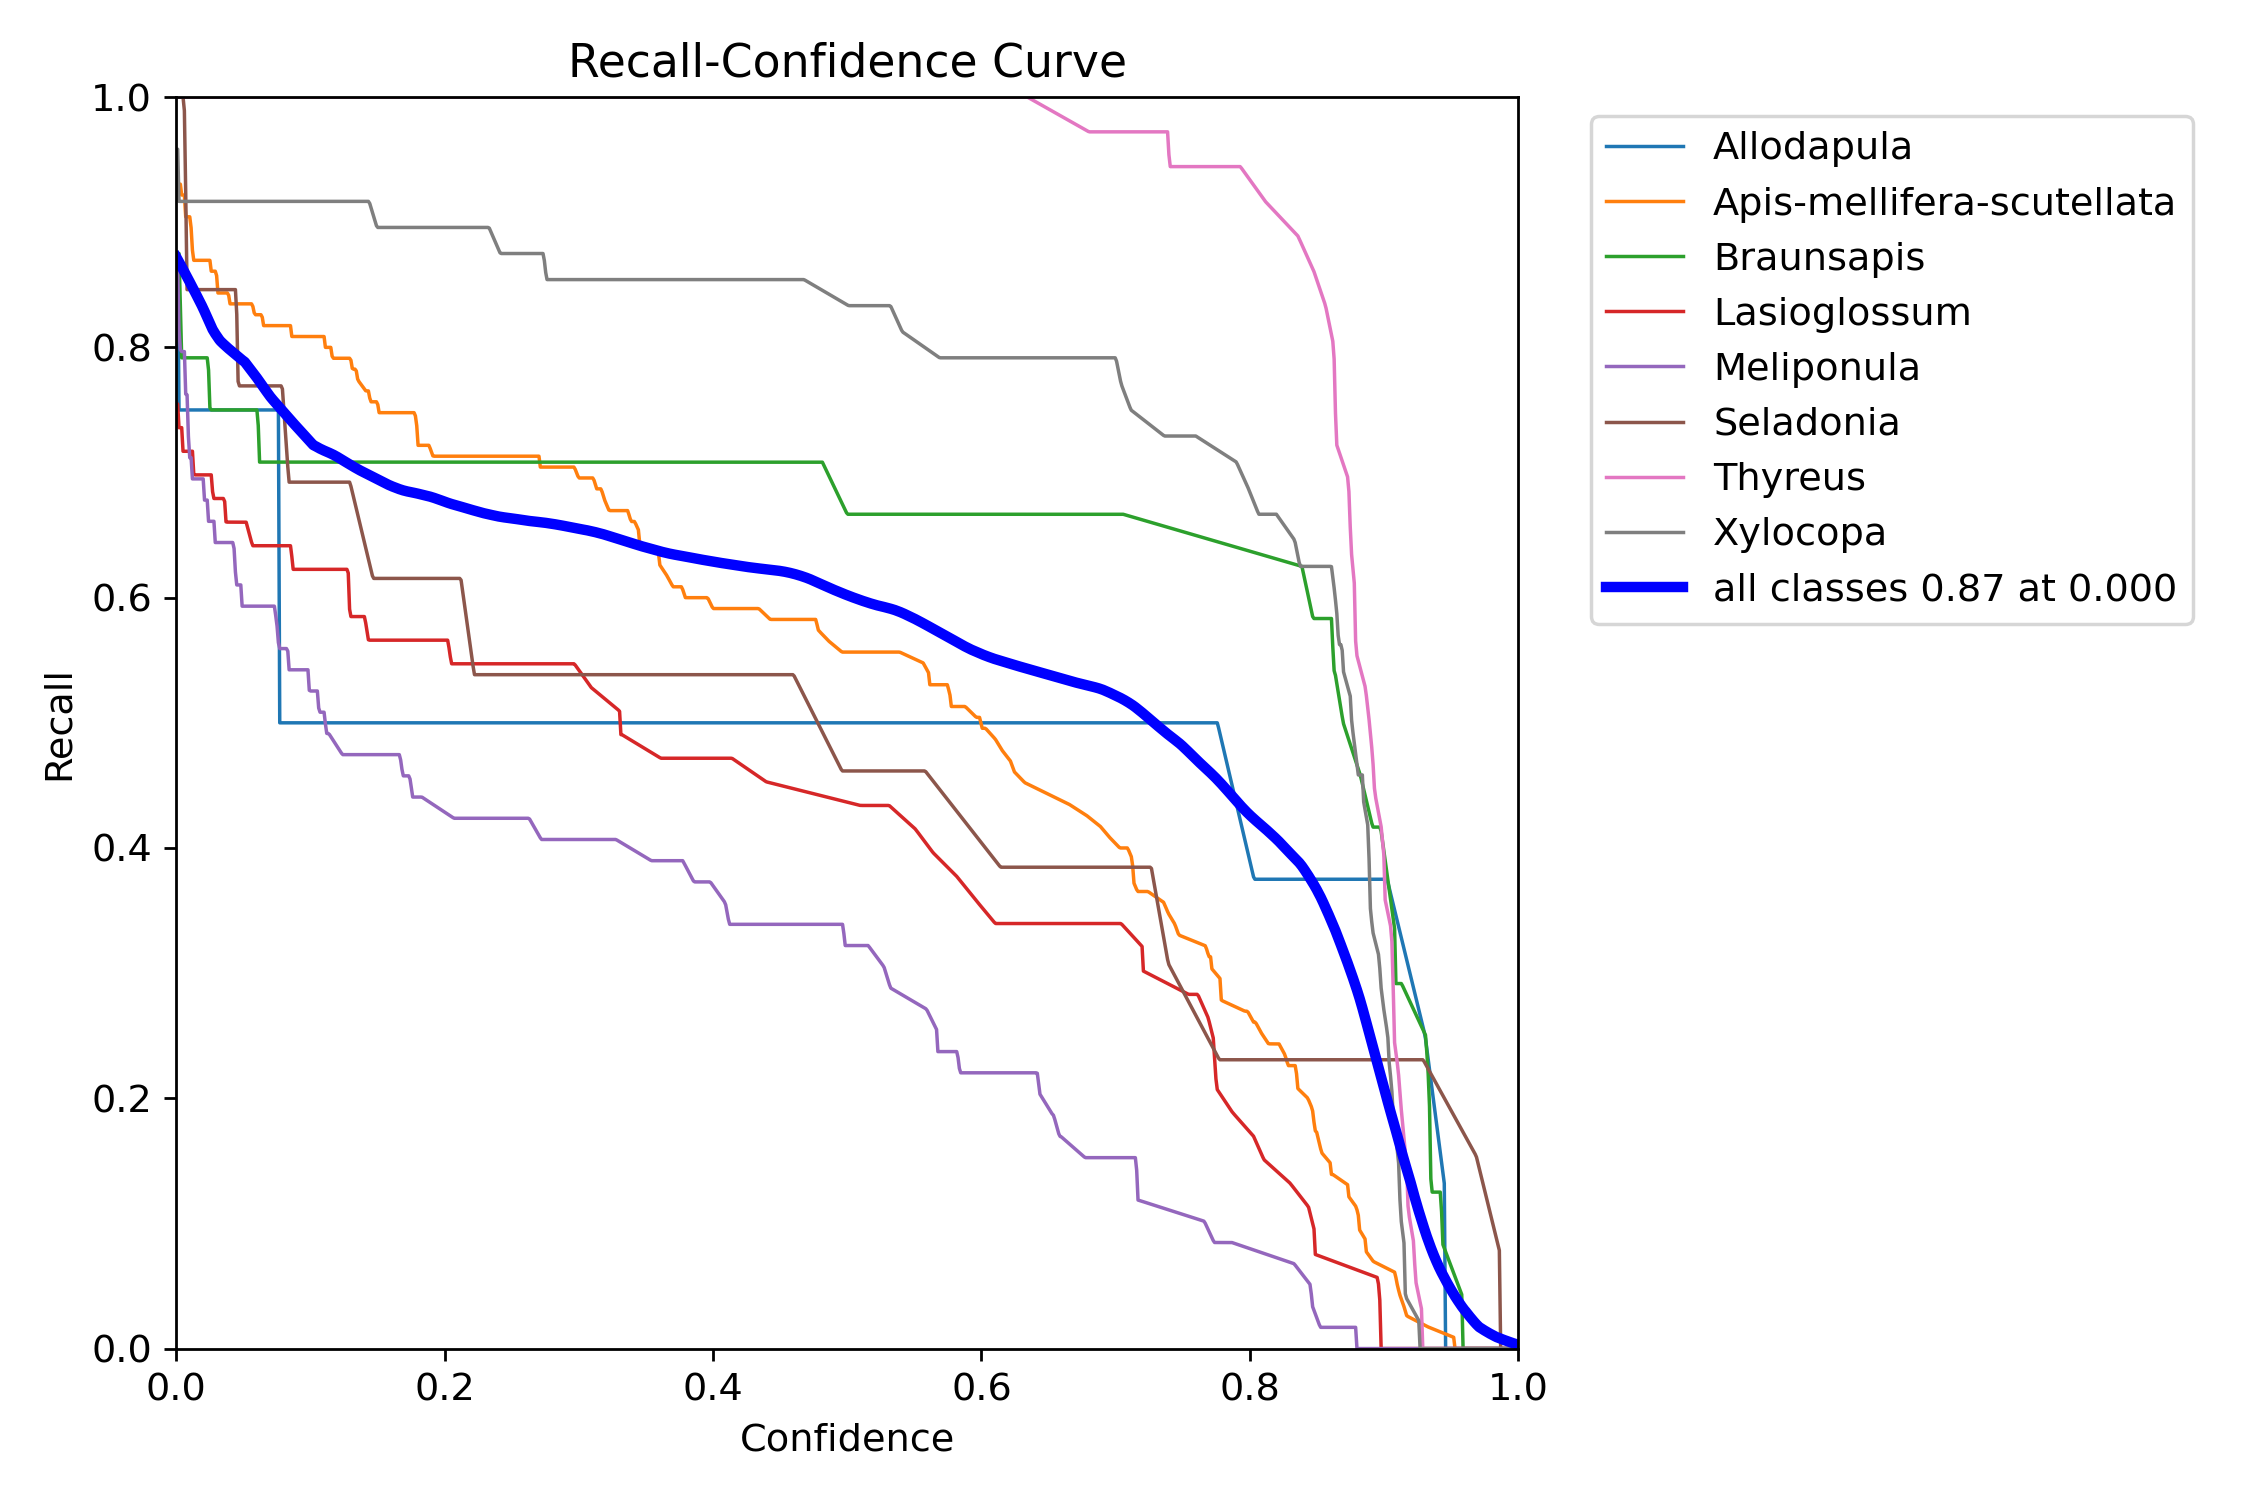 Recall-Confidence Curve
1.0
0.8
0.6
0.4
0.2
0.0
Recall
0.0 0.2 0.4 0.6 0.8 1.0
Confidence
Allodapula
Apis-mellifera-scutellata
Braunsapis
Lasioglossum
Meliponula
Seladonia
Thyreus
Xylocopa
all classes 0.87 at 0.000